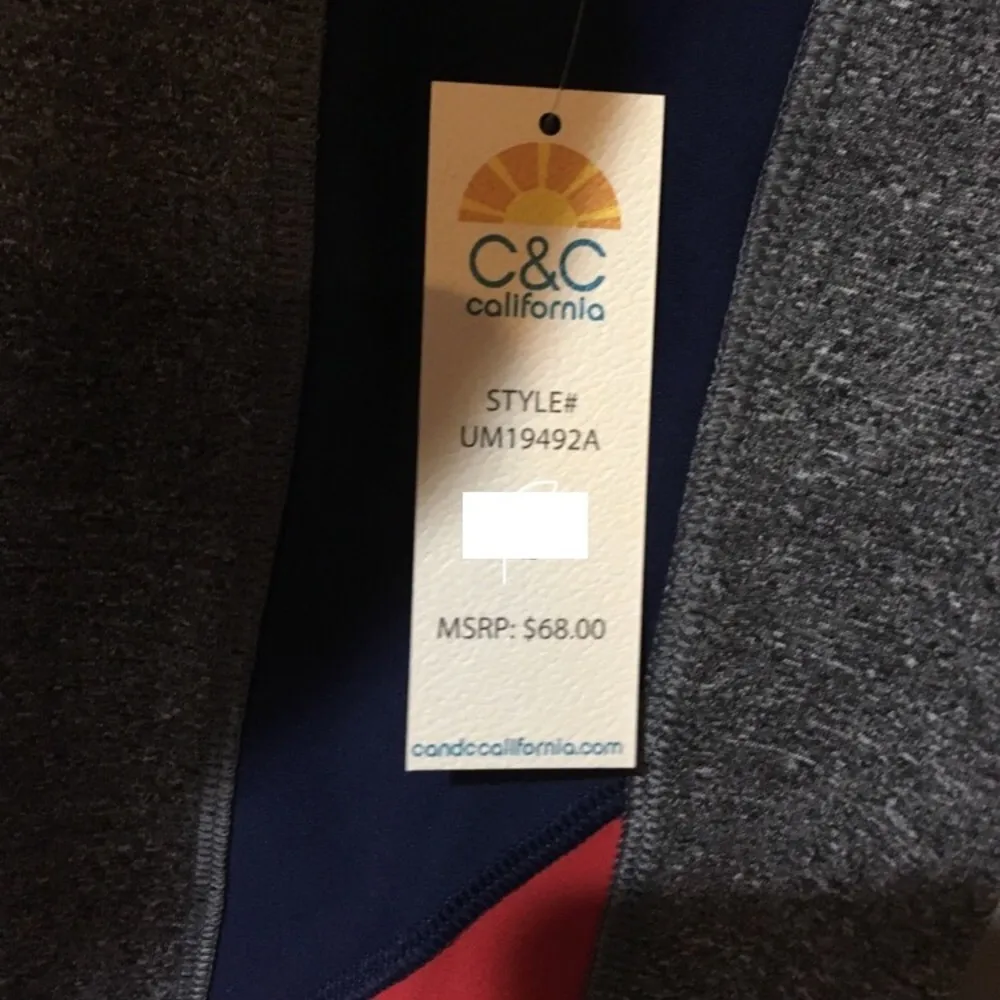 C&C
california
STYLE#
UM19492A
MSRP: $68.00
candccalifornia.com